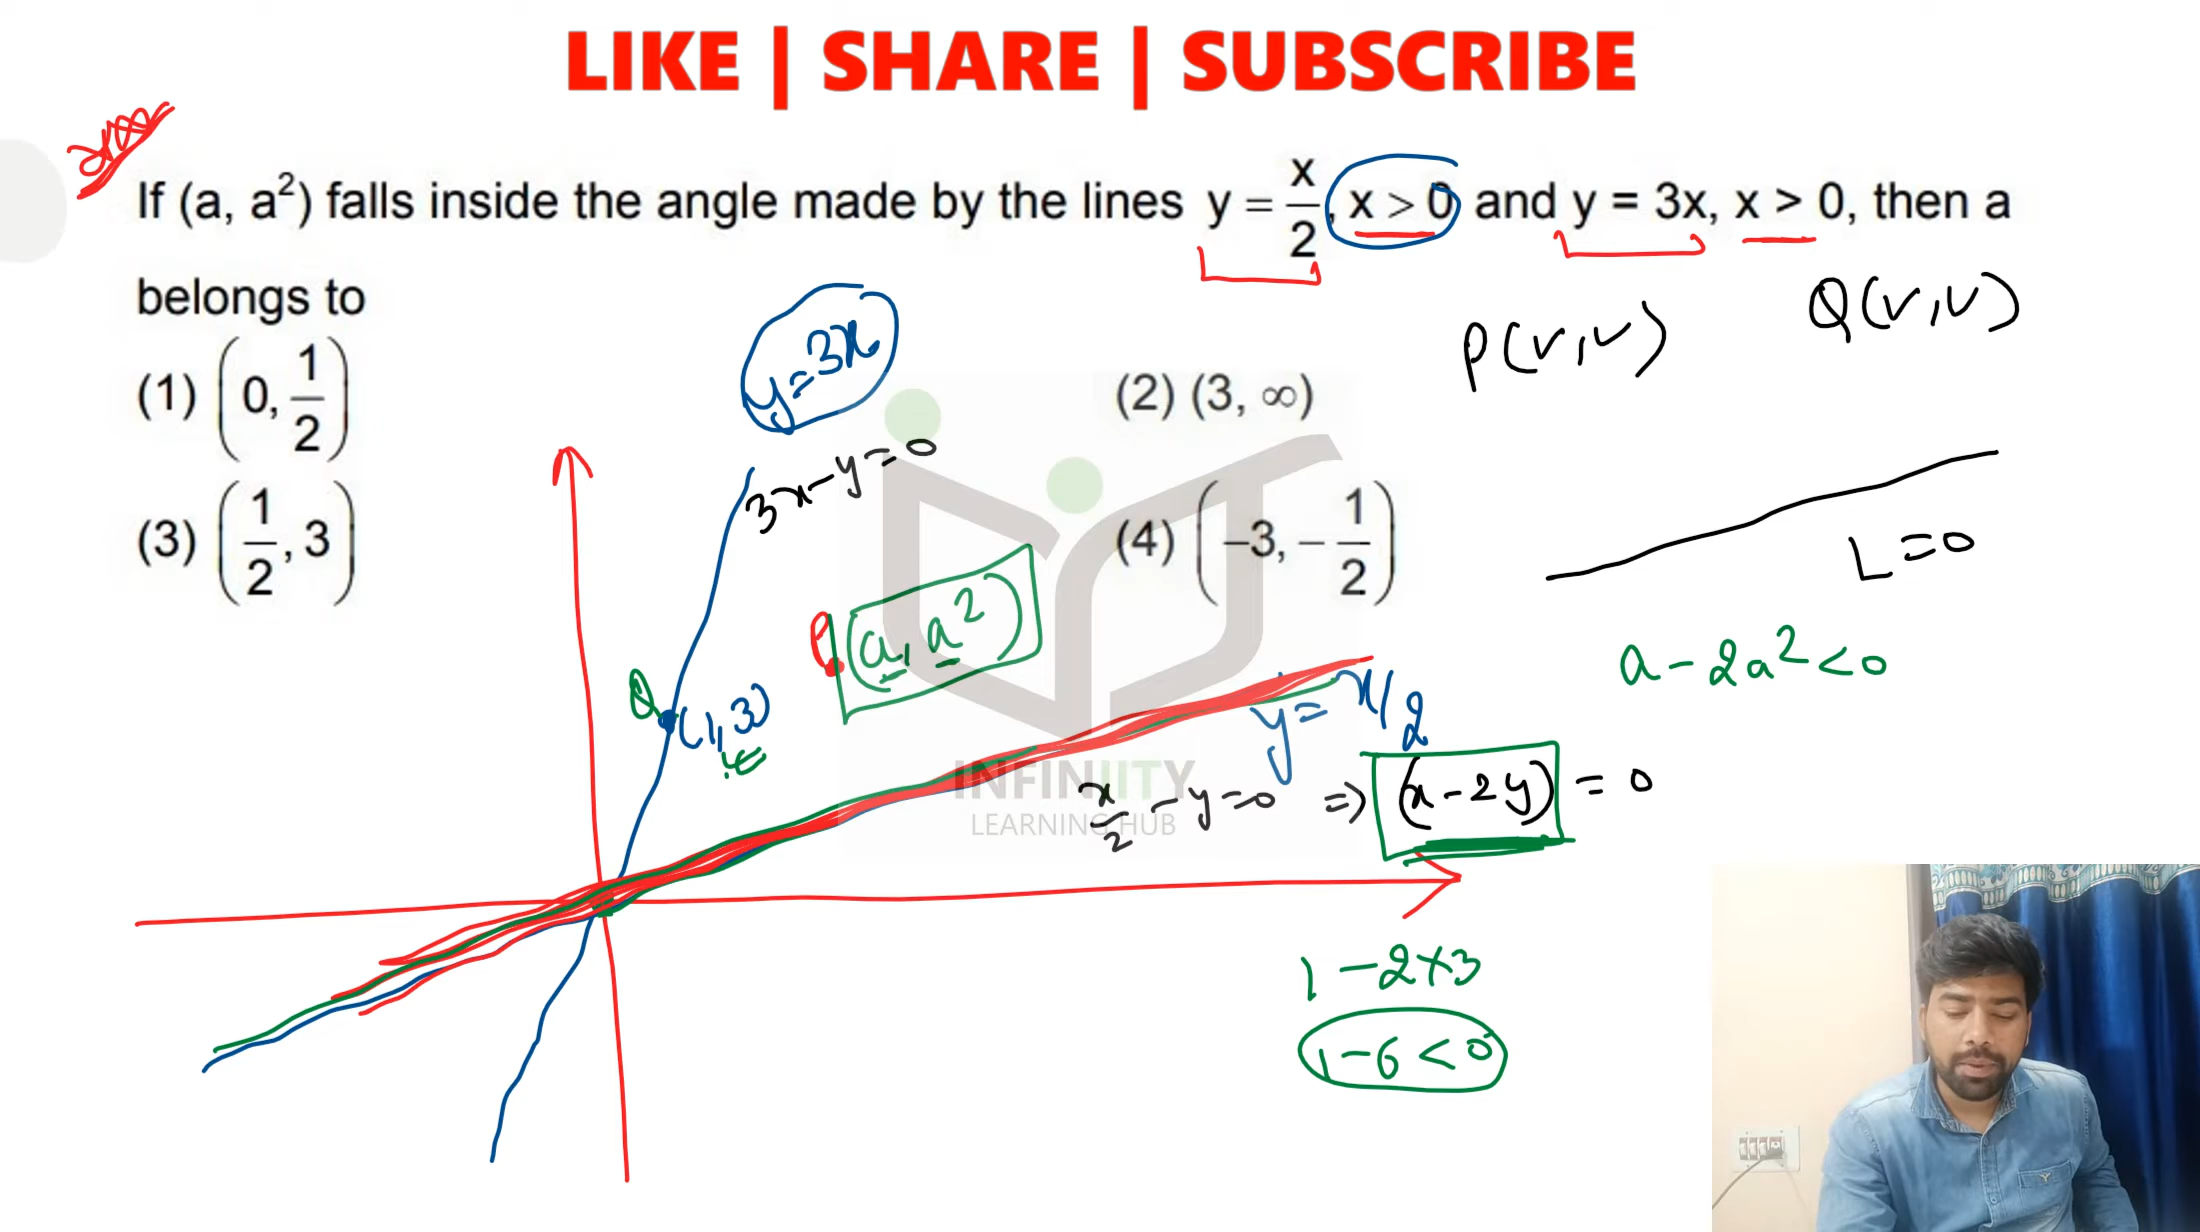 LIKE | SHARE | SUBSCRIBE
If (a, a²) falls inside the angle made by the lines y = x/2, x > 0 and y = 3x, x > 0, then a
belongs to
(1) (0, 1/2)
(2) (3, ∞)
(3) (1/2, 3)
(4) (–3, –1/2)
P(✓,✓)
Q(✓,✓)
y=3x
3x-y=0
L=0
P(a, a²)
a-2a²<0
Q(1,3)
y=x/2
x/2-y=0 ⇒ (x-2y)=0
INFINIITY
LEARNING HUB
1-2×3
1-6<0